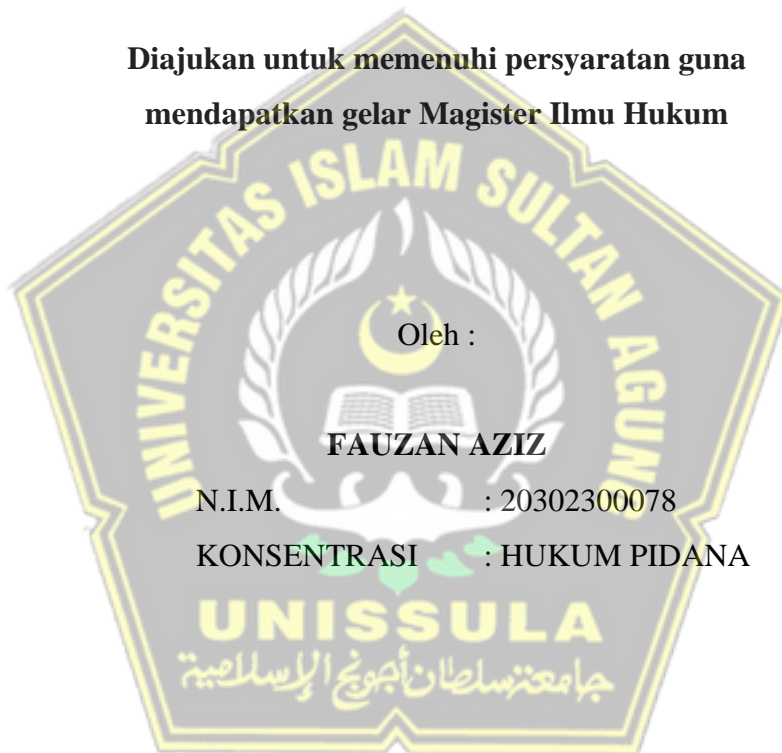 Diajukan untuk memenuhi persyaratan guna
mendapatkan gelar Magister Ilmu Hukum
UNIVERSITAS ISLAM SULTAN AGUNG
Oleh :
FAUZAN AZIZ
N.I.M. : 20302300078
KONSENTRASI : HUKUM PIDANA
UNISSULA
جامعة سلطان أجونج الإسلامية